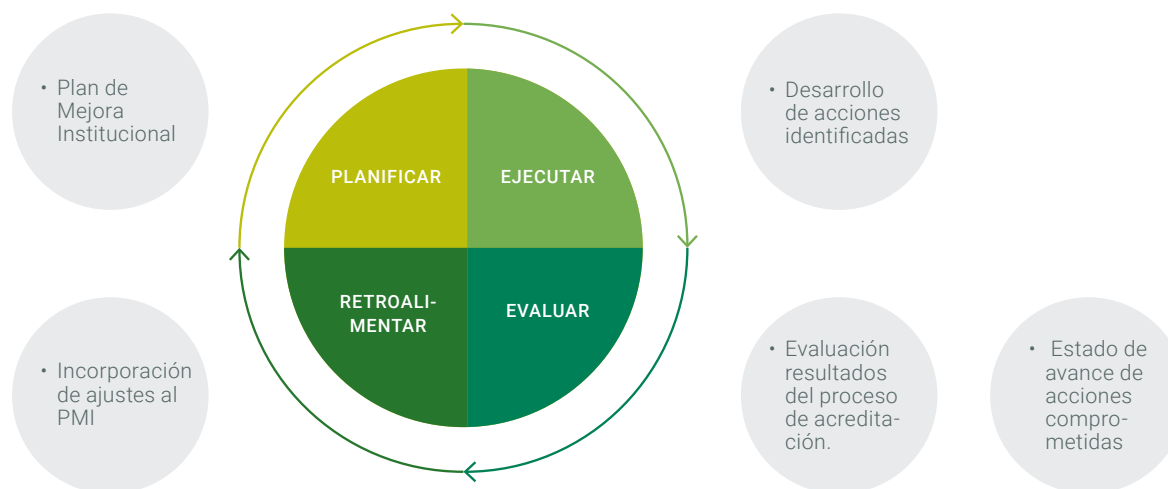 • Plan de
Mejora
Institucional
PLANIFICAR
EJECUTAR
• Desarrollo
de acciones
identificadas
• Incorporación
de ajustes al
PMI
RETROALI-
MENTAR
EVALUAR
• Evaluación
resultados
del proceso
de acredita-
ción.
• Estado de
avance de
acciones
compro-
metidas